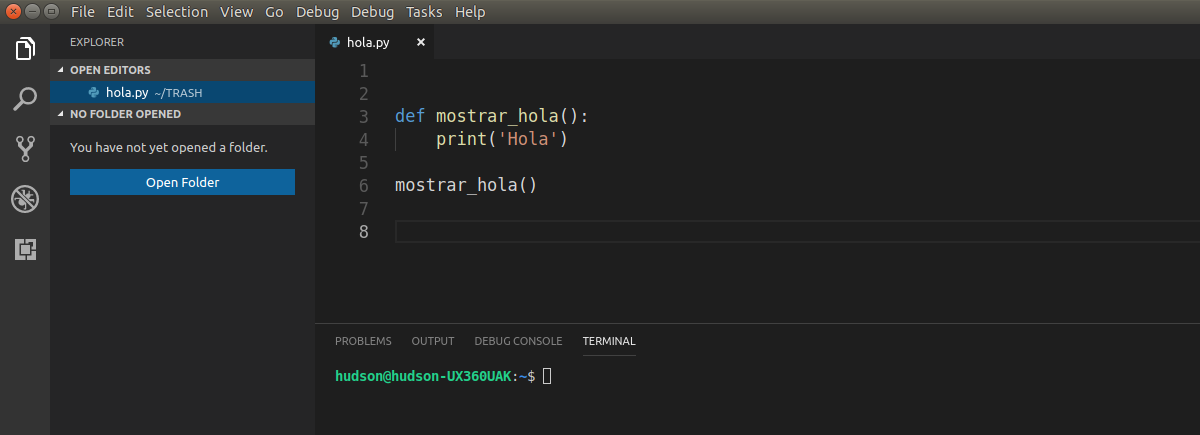 File Edit Selection View Go Debug Debug Tasks Help
EXPLORER
OPEN EDITORS
hola.py ~/TRASH
NO FOLDER OPENED
You have not yet opened a folder.
Open Folder
hola.py
1
2
3 def mostrar_hola():
4     print('Hola')
5
6 mostrar_hola()
7
8
PROBLEMS OUTPUT DEBUG CONSOLE TERMINAL
hudson@hudson-UX360UAK:~$